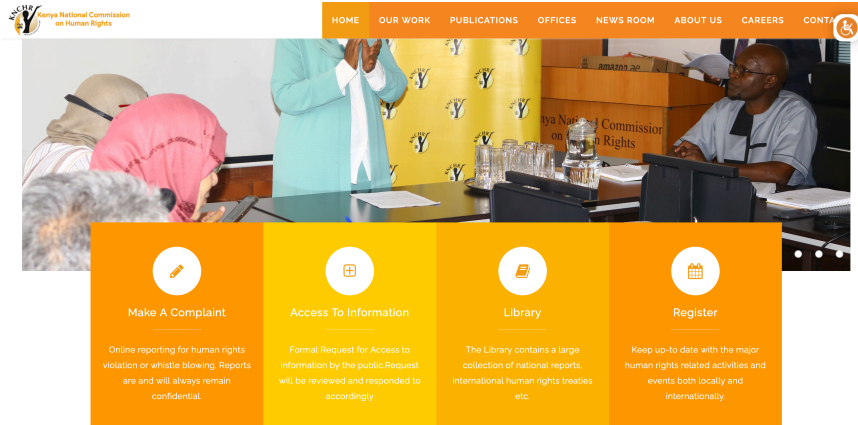 KNCHR
Kenya National Commission
on Human Rights
HOME OUR WORK PUBLICATIONS OFFICES NEWS ROOM ABOUT US CAREERS CONTA
amazon.ae
KNCHR
nya National Commission
n Rights
Make A Complaint
Online reporting for human rights
violation or whistle blowing. Reports
are and will always remain
confidential.
Access To Information
Formal Request for Access to
information by the public.Request
will be reviewed and responded to
accordingly
Library
The Library contains a large
collection of national reports,
international human rights treaties
etc.
Register
Keep up-to date with the major
human rights related activities and
events both locally and
internationally.